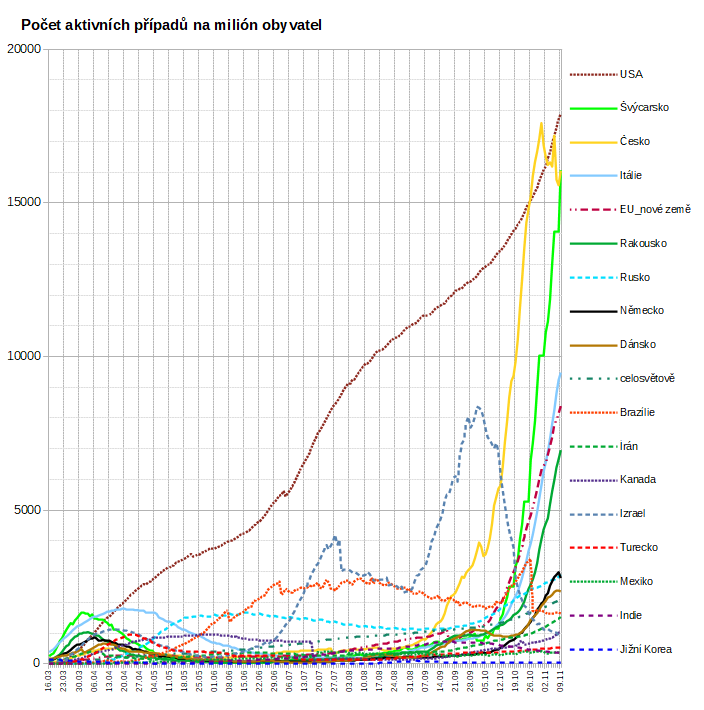 Počet aktivních případů na milión obyvatel
20000
15000
10000
5000
0
USA
Švýcarsko
Česko
Itálie
EU_nové země
Rakousko
Rusko
Německo
Dánsko
celosvětově
Brazílie
Írán
Kanada
Izrael
Turecko
Mexiko
Indie
Jižní Korea
16.03
23.03
30.03
06.04
13.04
20.04
27.04
04.05
11.05
18.05
25.05
01.06
08.06
15.06
22.06
29.06
06.07
13.07
20.07
27.07
03.08
10.08
17.08
24.08
31.08
07.09
14.09
21.09
28.09
05.10
12.10
19.10
26.10
02.11
09.11